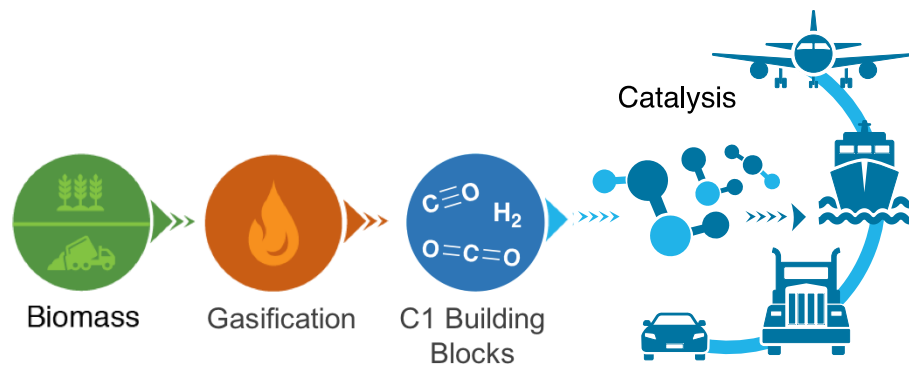 Catalysis
C≡O
H₂
O=C=O
Biomass
Gasification
C1 Building
Blocks